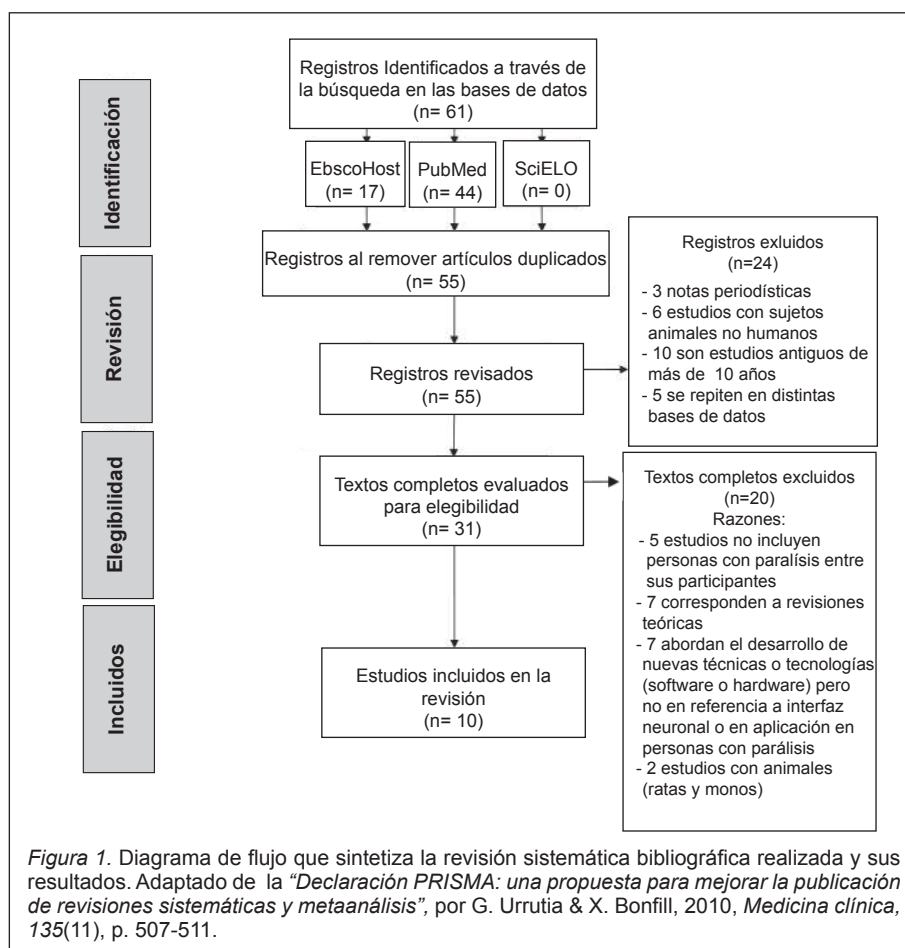 Registros Identificados a través de
la búsqueda en las bases de datos
(n= 61)
Identificación
EbscoHost
(n= 17)
PubMed
(n= 44)
SciELO
(n= 0)
Registros al remover artículos duplicados
(n= 55)
Registros exluidos
(n=24)
- 3 notas periodísticas
- 6 estudios con sujetos
animales no humanos
- 10 son estudios antiguos de
más de 10 años
- 5 se repiten en distintas
bases de datos
Revisión
Registros revisados
(n= 55)
Elegibilidad
Textos completos evaluados
para elegibilidad
(n= 31)
Textos completos excluidos
(n=20)
Razones:
- 5 estudios no incluyen
personas con paralísis entre
sus participantes
- 7 corresponden a revisiones
teóricas
- 7 abordan el desarrollo de
nuevas técnicas o tecnologías
(software o hardware) pero
no en referencia a interfaz
neuronal o en aplicación en
personas con parálisis
- 2 estudios con animales
(ratas y monos)
Incluidos
Estudios incluidos en la
revisión
(n= 10)
Figura 1. Diagrama de flujo que sintetiza la revisión sistemática bibliográfica realizada y sus
resultados. Adaptado de la “Declaración PRISMA: una propuesta para mejorar la publicación
de revisiones sistemáticas y metaanálisis”, por G. Urrutia & X. Bonfill, 2010, Medicina clínica,
135(11), p. 507-511.